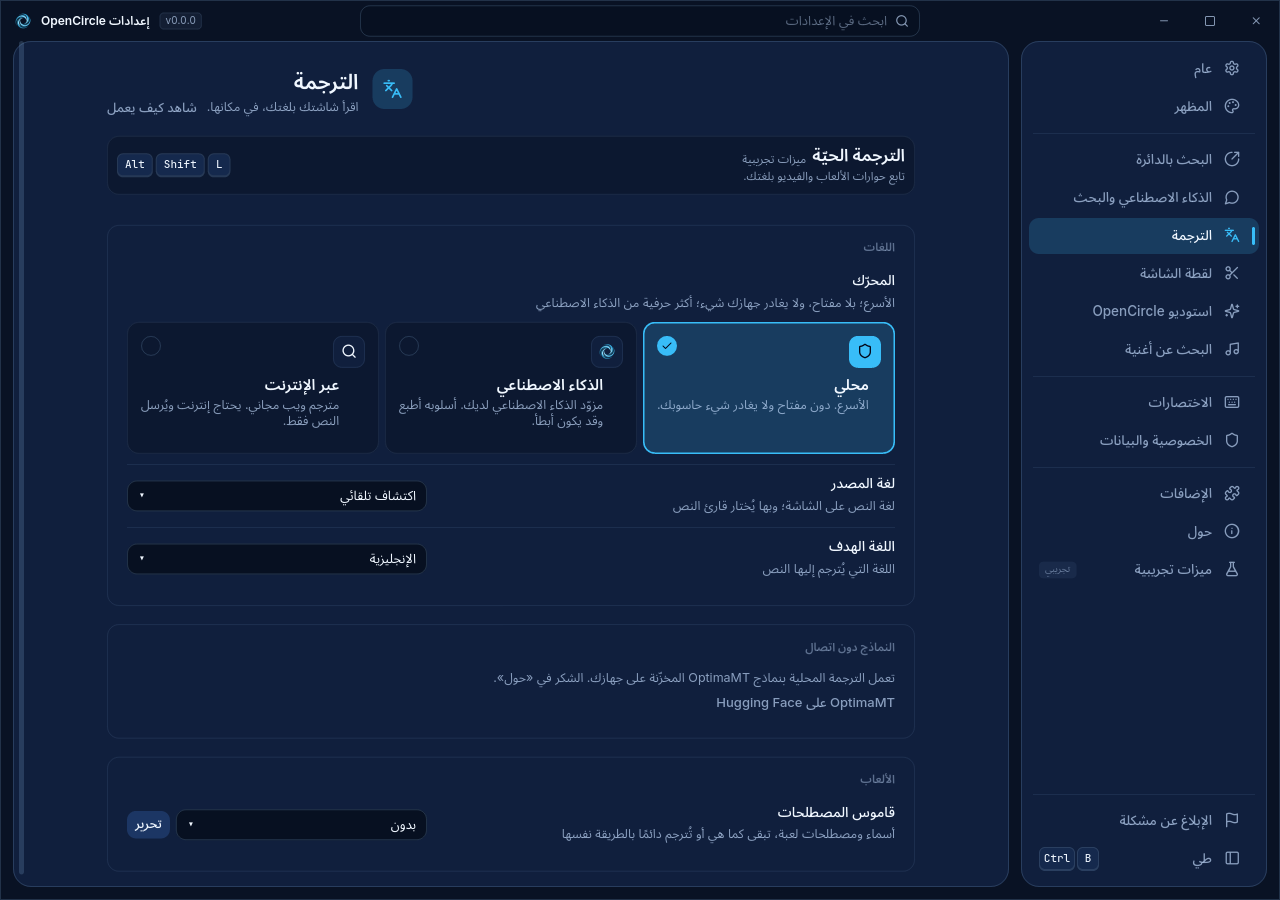 إعدادات OpenCircle
v0.0.0
ابحث في الإعدادات
عام
المظهر
البحث بالدائرة
الذكاء الاصطناعي والبحث
الترجمة
لقطة الشاشة
استوديو OpenCircle
البحث عن أغنية
الاختصارات
الخصوصية والبيانات
الإضافات
حول
ميزات تجريبية
تجريبي
الإبلاغ عن مشكلة
طي
Ctrl B
الترجمة
اقرأ شاشتك بلغتك، في مكانها. شاهد كيف يعمل
الترجمة الحيّة ميزات تجريبية
تابع حوارات الألعاب والفيديو بلغتك.
Alt Shift L
اللغات
المحرّك
الأسرع؛ بلا مفتاح، ولا يغادر جهازك شيء؛ أكثر حرفية من الذكاء الاصطناعي
محلي
الأسرع. دون مفتاح ولا يغادر شيء حاسوبك.
الذكاء الاصطناعي
مزوّد الذكاء الاصطناعي لديك. أسلوبه أطبع
وقد يكون أبطأ.
عبر الإنترنت
مترجم ويب مجاني. يحتاج إنترنت ويُرسل
النص فقط.
لغة المصدر
لغة النص على الشاشة؛ وبها يُختار قارئ النص
اكتشاف تلقائي
اللغة الهدف
اللغة التي يُترجم إليها النص
الإنجليزية
النماذج دون اتصال
تعمل الترجمة المحلية بنماذج OptimaMT المخزّنة على جهازك. الشكر في «حول».
OptimaMT على Hugging Face
الألعاب
قاموس المصطلحات
أسماء ومصطلحات لعبة، تبقى كما هي أو تُترجم دائمًا بالطريقة نفسها
بدون
تحرير